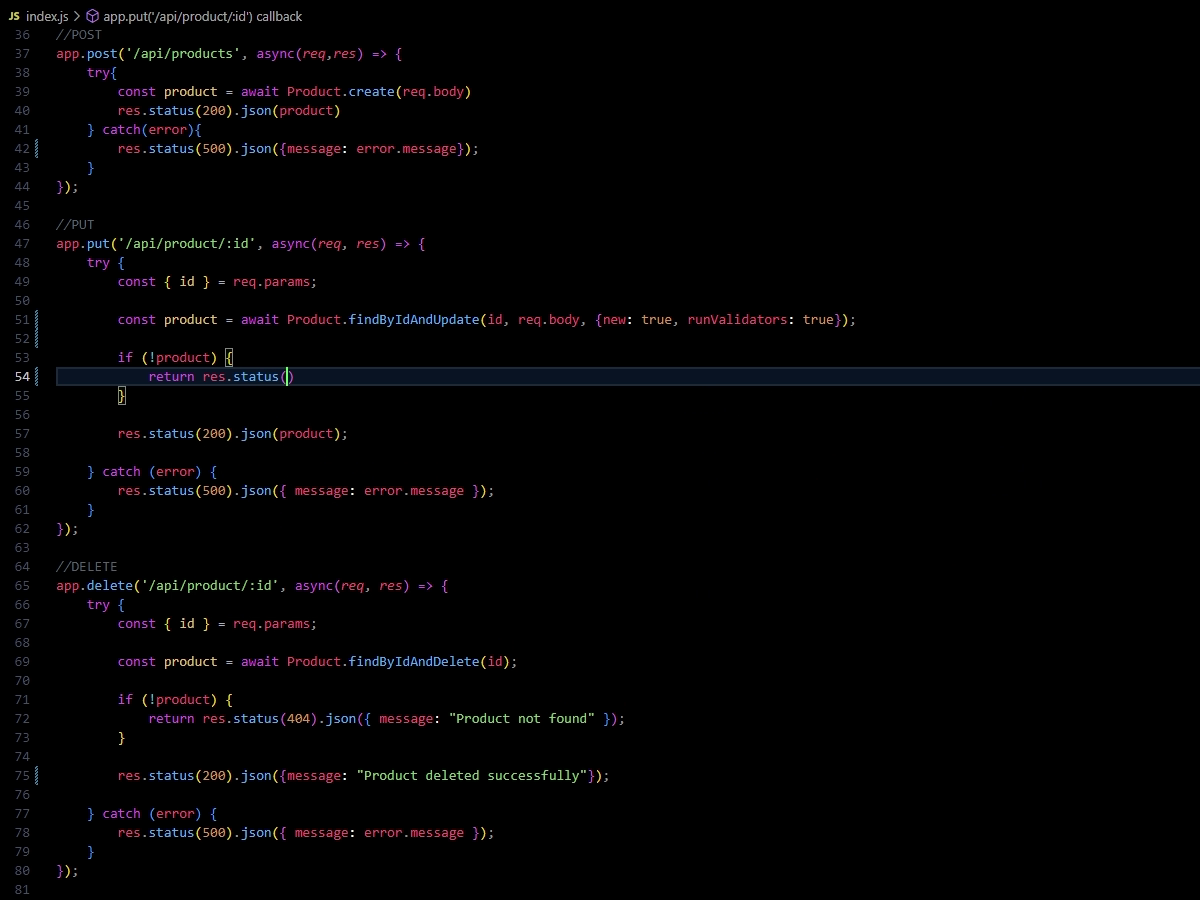 JS index.js > app.put('/api/product/:id') callback
36 //POST
37 app.post('/api/products', async(req,res) => {
38 try{
39 const product = await Product.create(req.body)
40 res.status(200).json(product)
41 } catch(error){
42 res.status(500).json({message: error.message});
43 }
44 });
45
46 //PUT
47 app.put('/api/product/:id', async(req, res) => {
48 try {
49 const { id } = req.params;
50
51 const product = await Product.findByIdAndUpdate(id, req.body, {new: true, runValidators: true});
52
53 if (!product) {
54 return res.status()
55 }
56
57 res.status(200).json(product);
58
59 } catch (error) {
60 res.status(500).json({ message: error.message });
61 }
62 });
63
64 //DELETE
65 app.delete('/api/product/:id', async(req, res) => {
66 try {
67 const { id } = req.params;
68
69 const product = await Product.findByIdAndDelete(id);
70
71 if (!product) {
72 return res.status(404).json({ message: "Product not found" });
73 }
74
75 res.status(200).json({message: "Product deleted successfully"});
76
77 } catch (error) {
78 res.status(500).json({ message: error.message });
79 }
80 });
81